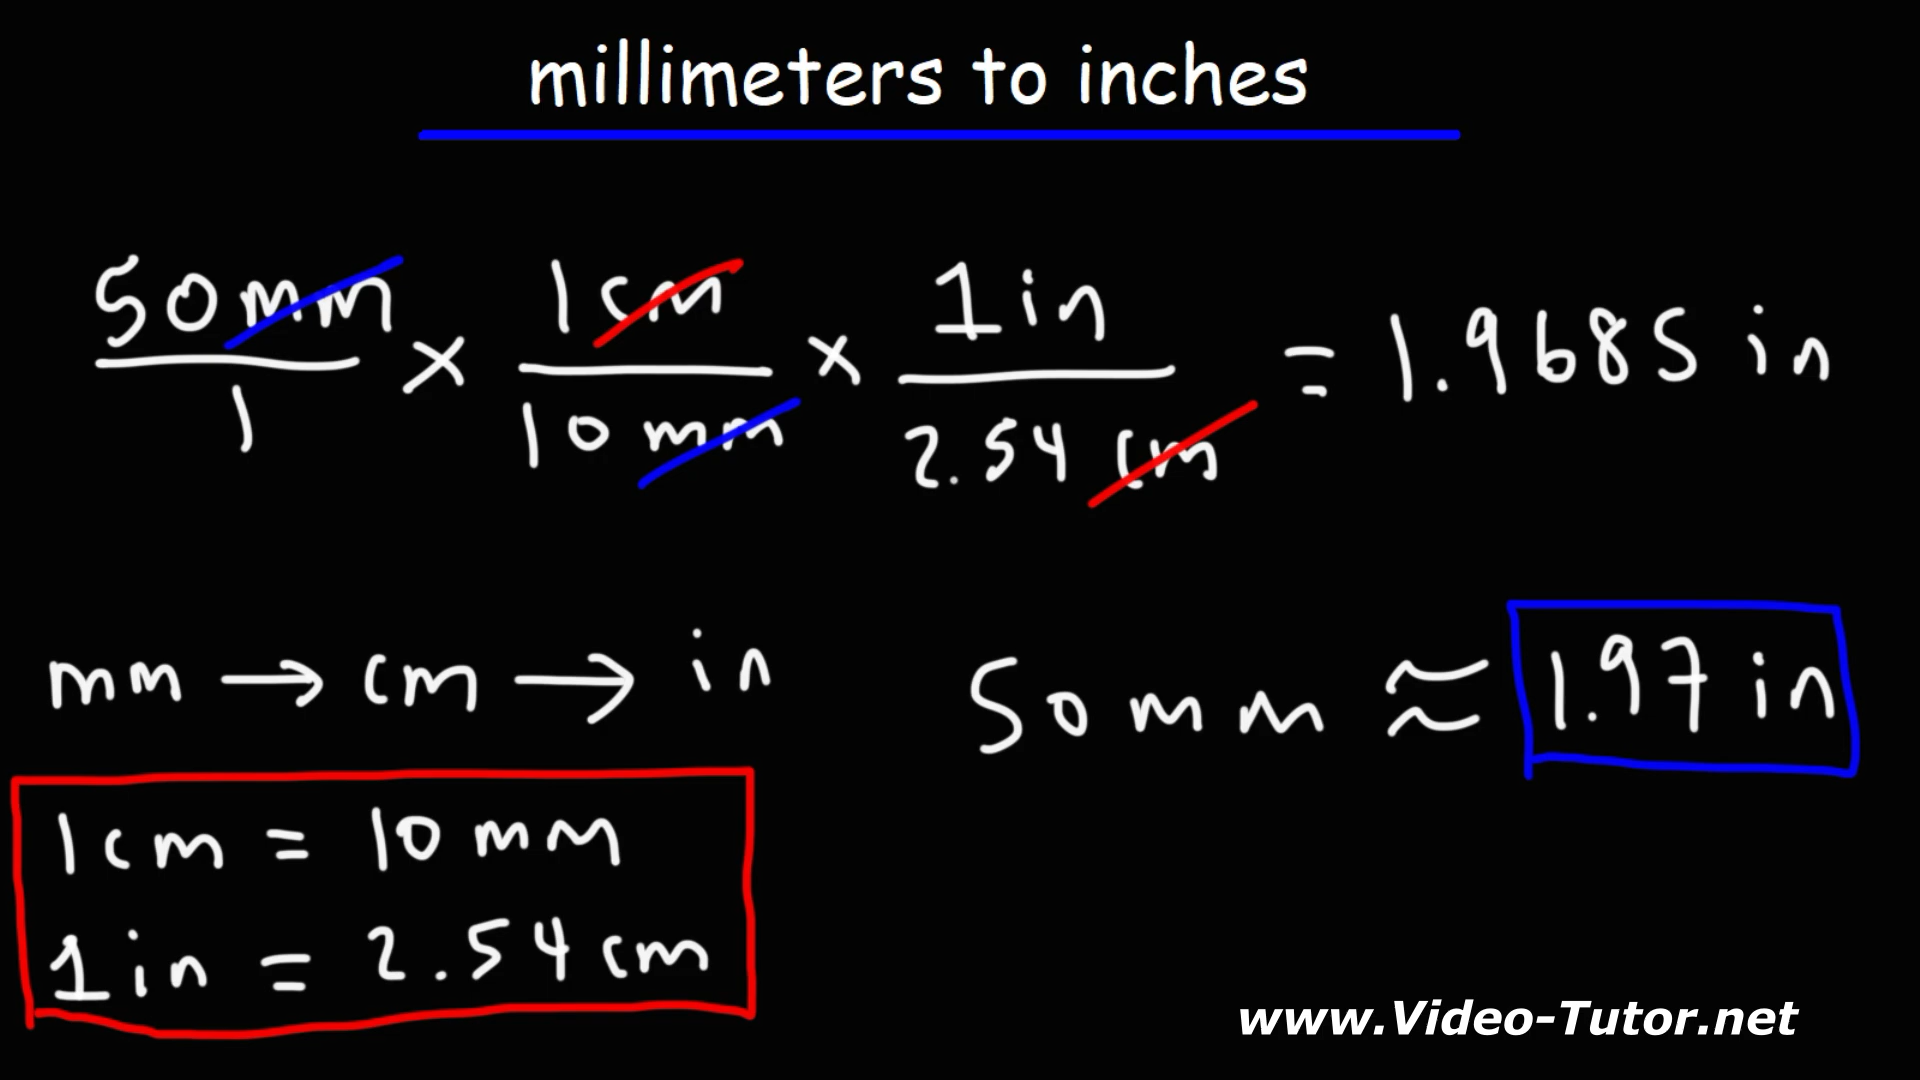 millimeters to inches
50mm/1 × 1cm/10mm × 1in/2.54cm = 1.9685 in
mm → cm → in
50mm ≈ 1.97 in
1cm = 10mm
1in = 2.54cm
www.Video-Tutor.net